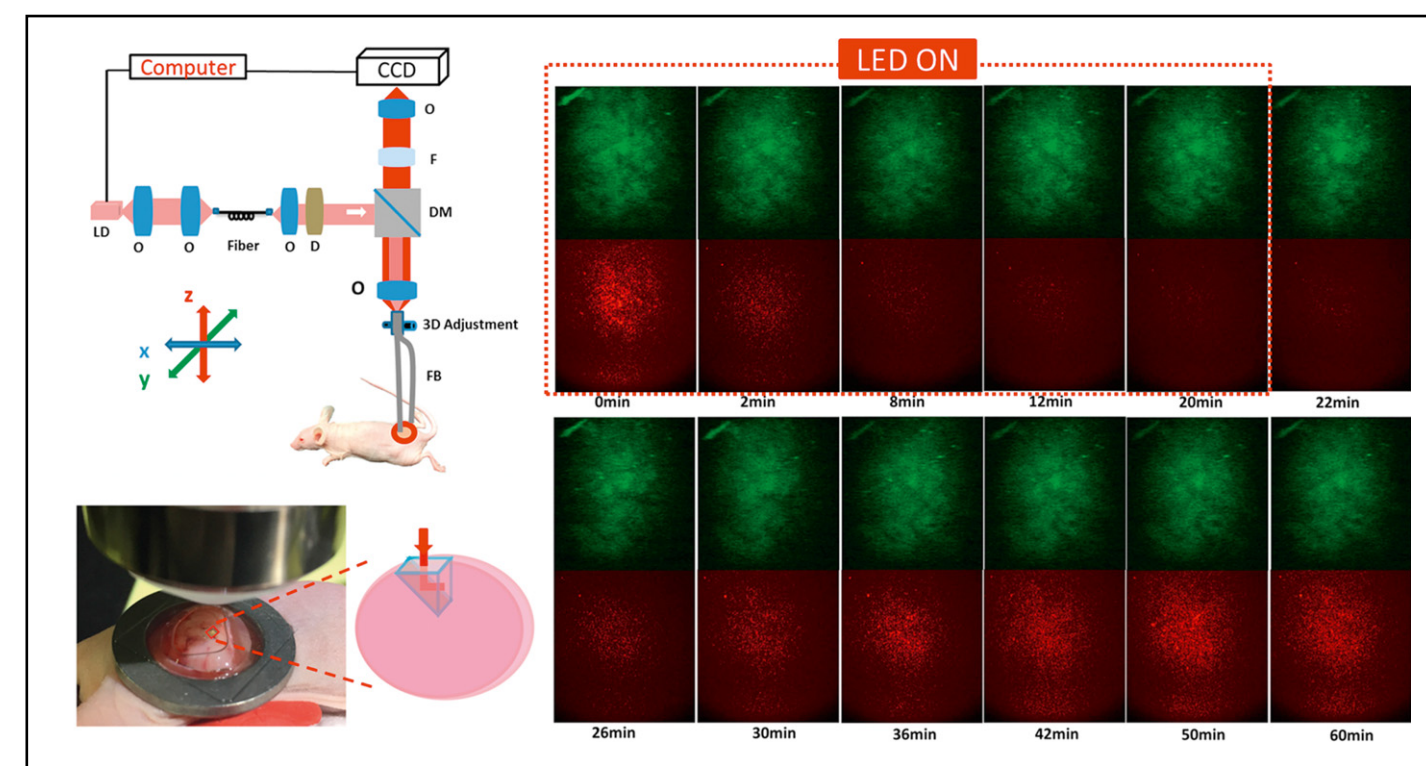 Computer
CCD
O
F
DM
LD
O
O
Fiber
O
D
O
3D Adjustment
FB
z
x
y
LED ON
0min
2min
8min
12min
20min
22min
26min
30min
36min
42min
50min
60min